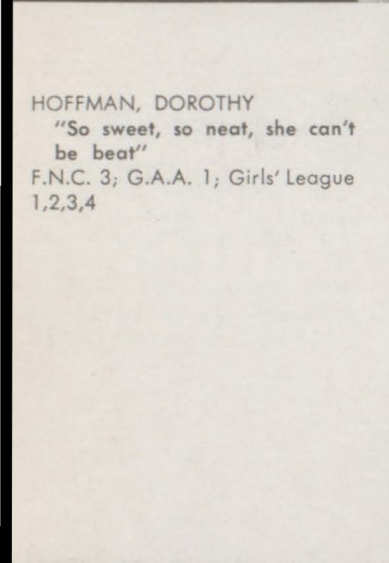 HOFFMAN, DOROTHY
"So sweet, so neat, she can't
be beat"
F.N.C. 3; G.A.A. 1; Girls' League
1,2,3,4